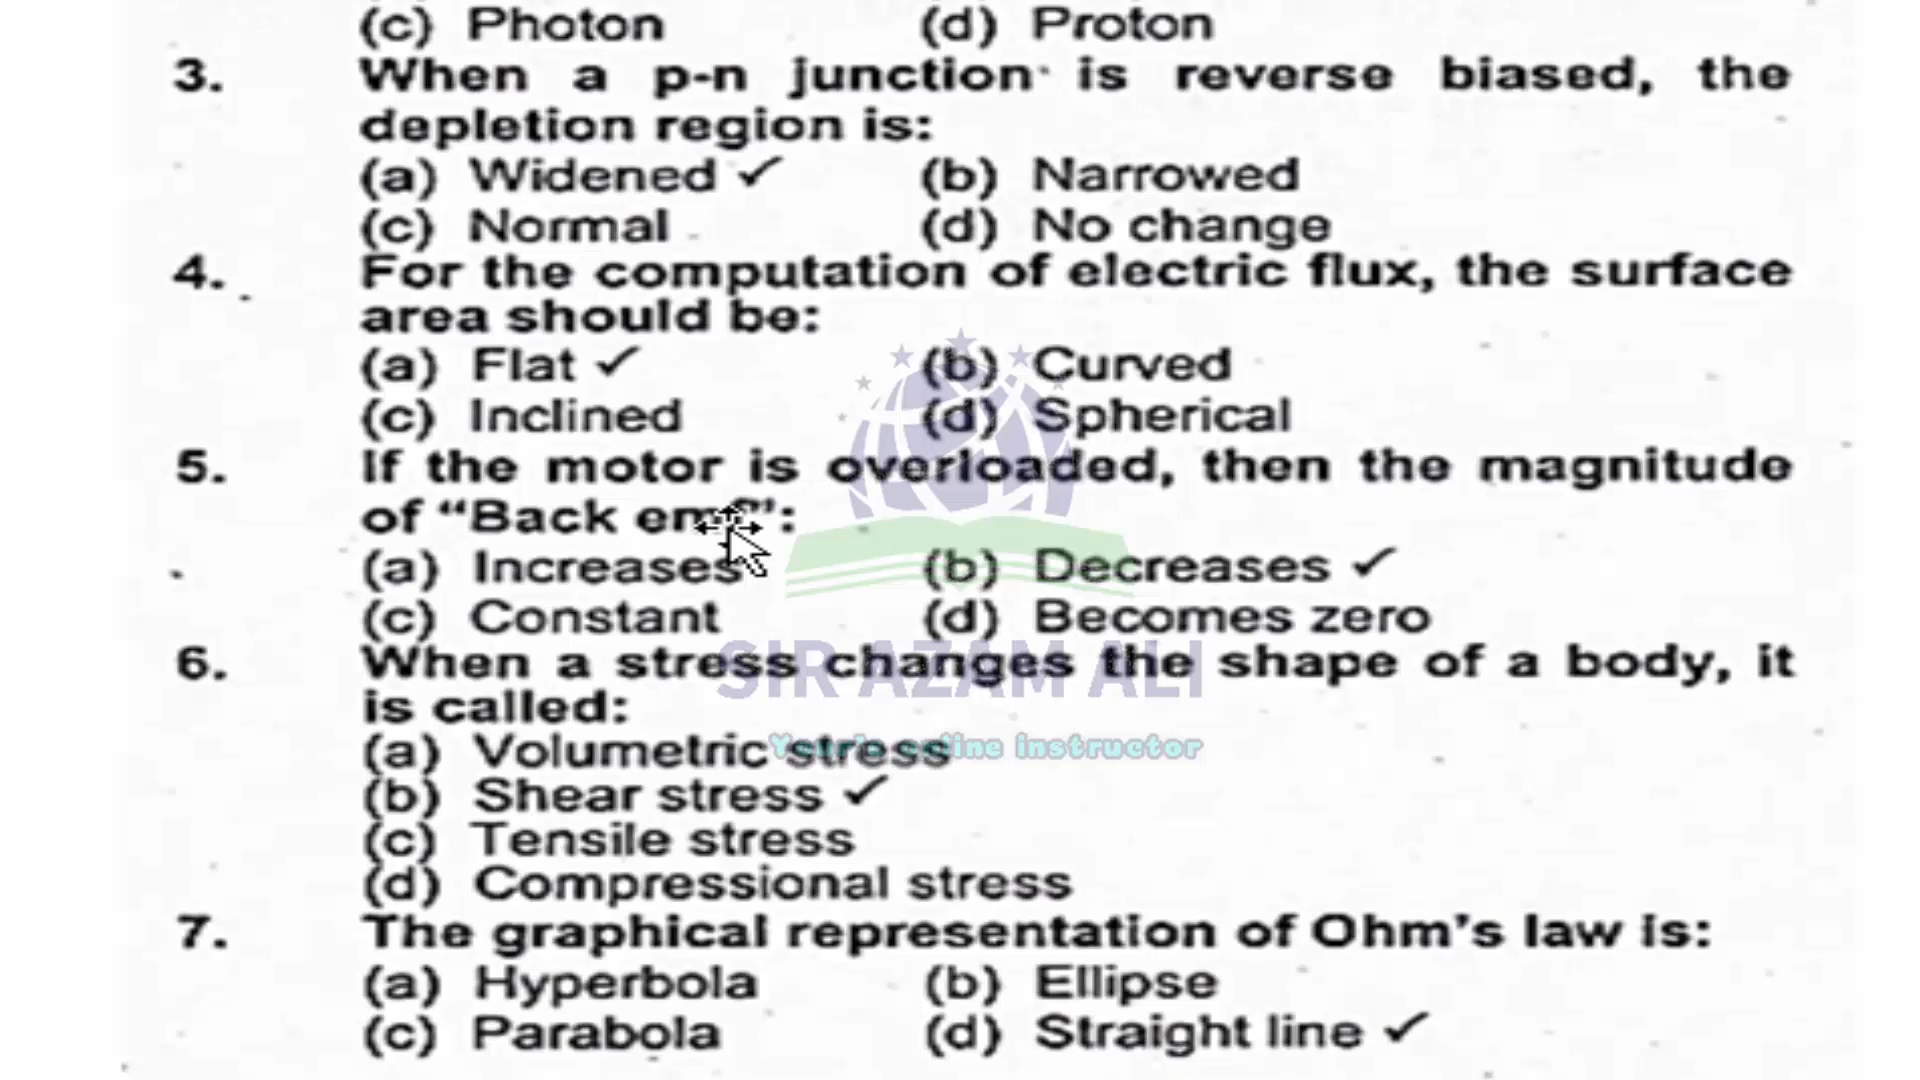 (c) Photon (d) Proton
3. When a p-n junction is reverse biased, the
depletion region is:
(a) Widened ✓ (b) Narrowed
(c) Normal (d) No change
4. For the computation of electric flux, the surface
area should be:
(a) Flat ✓ (b) Curved
(c) Inclined (d) Spherical
5. If the motor is overloaded, then the magnitude
of “Back emf”:
(a) Increases (b) Decreases ✓
(c) Constant (d) Becomes zero
6. When a stress changes the shape of a body, it
is called:
SIR AZAM ALI
(a) Volumetric stress
Your's online instructor
(b) Shear stress ✓
(c) Tensile stress
(d) Compressional stress
7. The graphical representation of Ohm's law is:
(a) Hyperbola (b) Ellipse
(c) Parabola (d) Straight line ✓